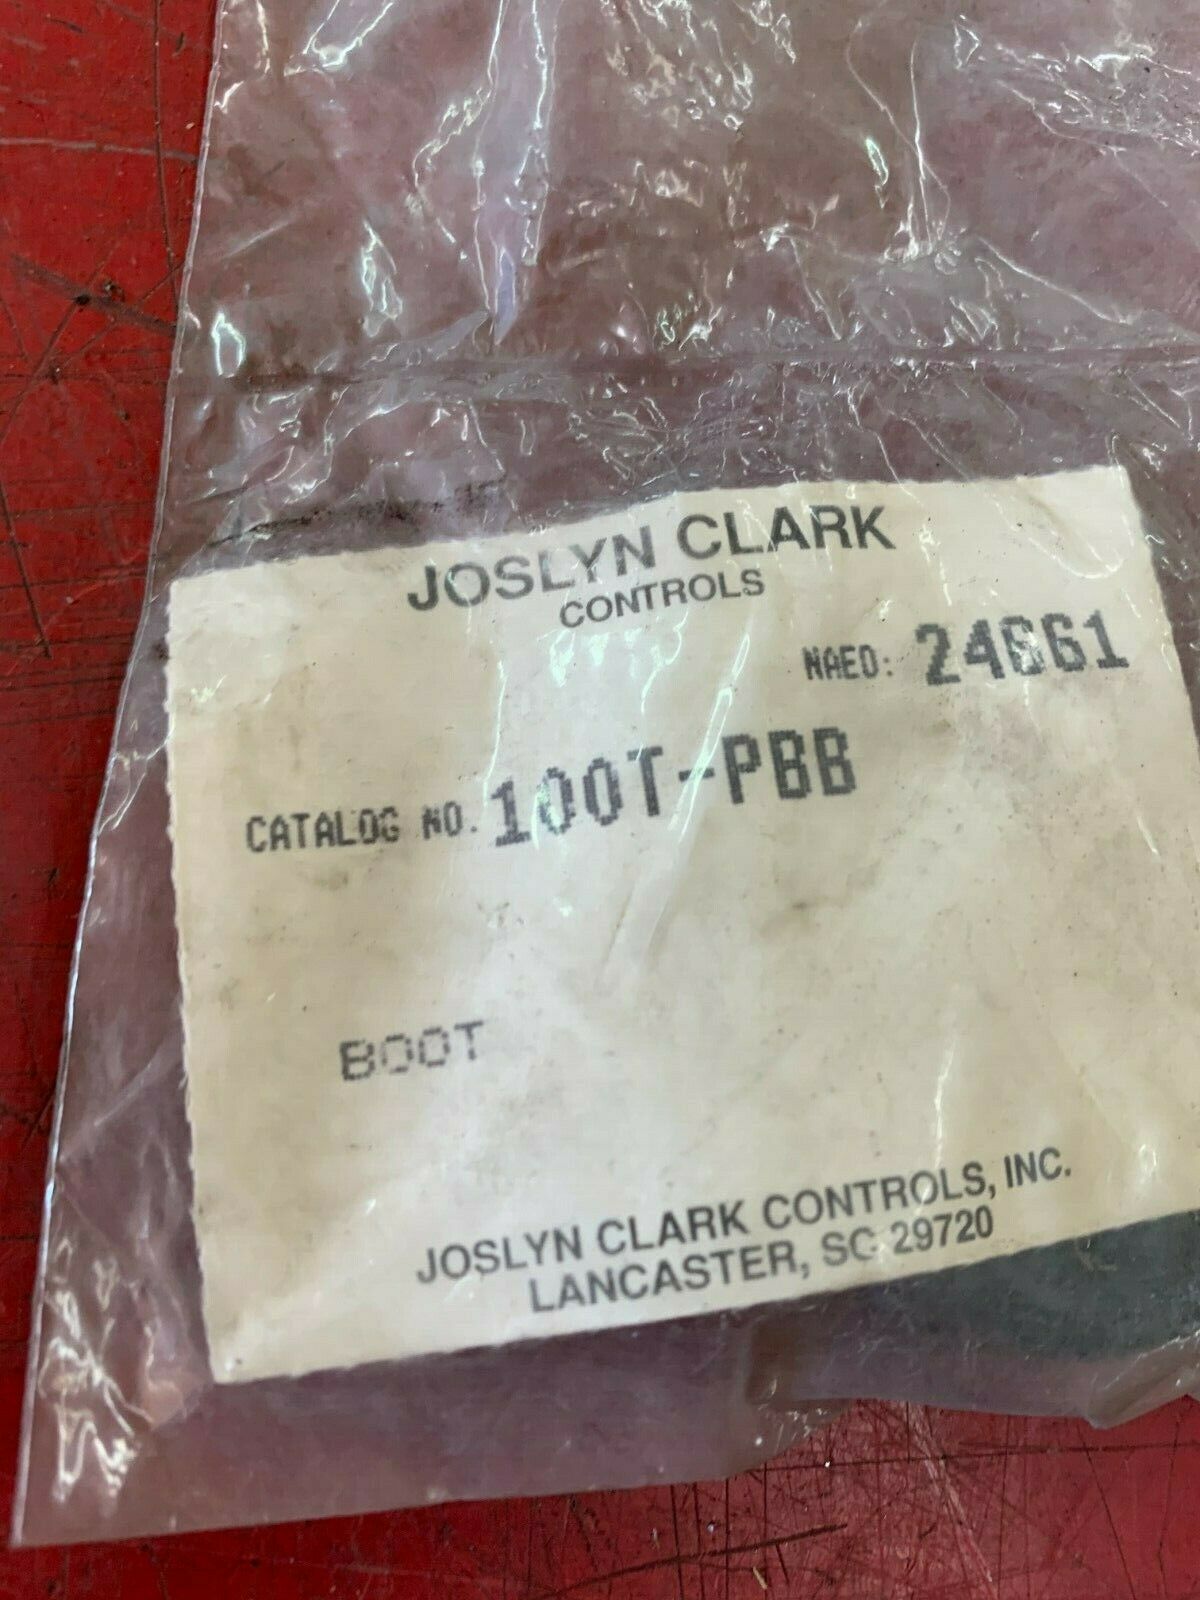 JOSLYN CLARK
CONTROLS
NAED: 24661
CATALOG NO. 100T-PBB
BOOT
JOSLYN CLARK CONTROLS, INC.
LANCASTER, SC 29720